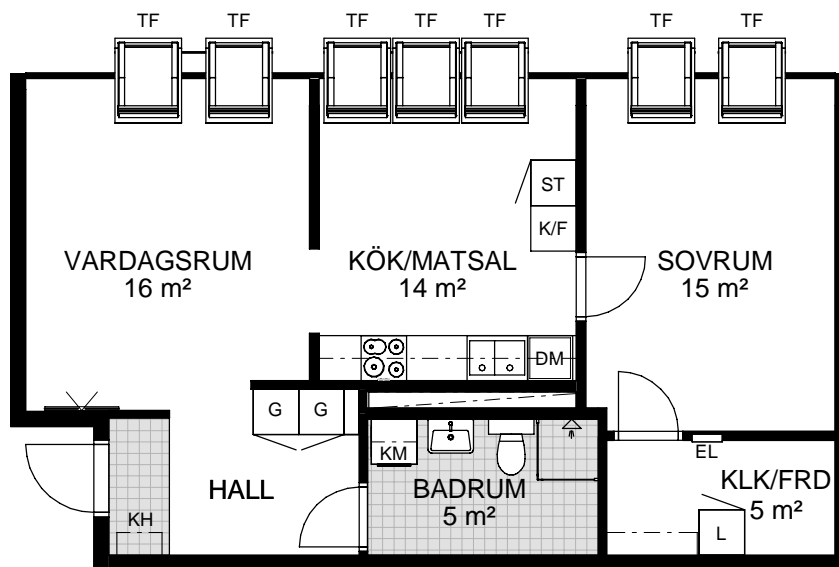 TF TF TF TF TF TF TF
ST
K/F
VARDAGSRUM
16 m²
KÖK/MATSAL
14 m²
SOVRUM
15 m²
DM
G G
KM
EL
HALL
BADRUM
5 m²
KLK/FRD
5 m²
KH
L